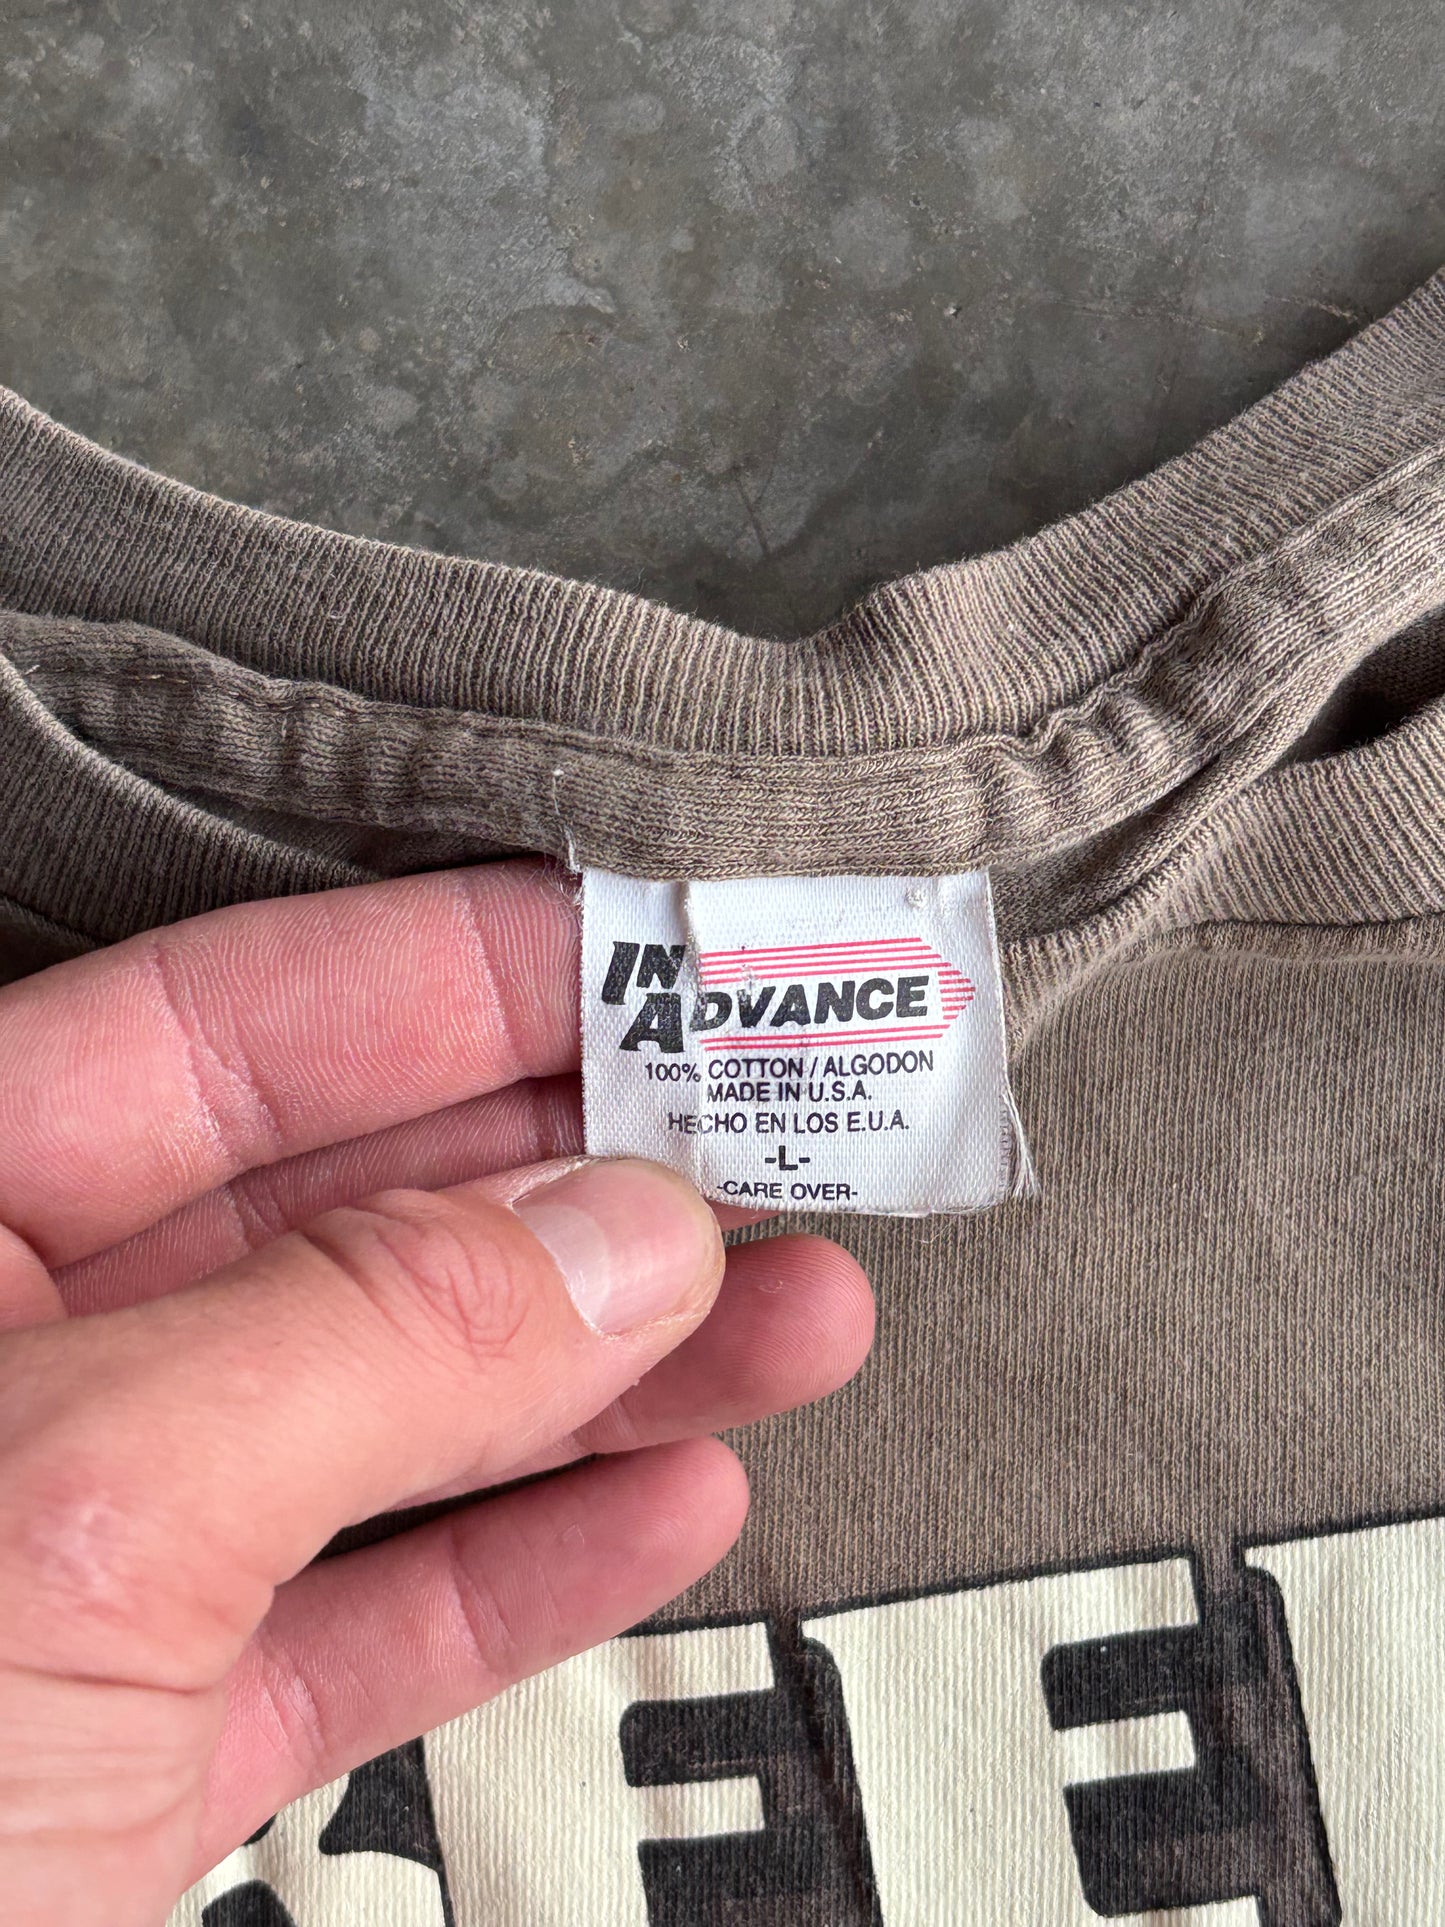 IN
ADVANCE
100% COTTON / ALGODON
MADE IN U.S.A.
HECHO EN LOS E.U.A.
-L-
-CARE OVER-